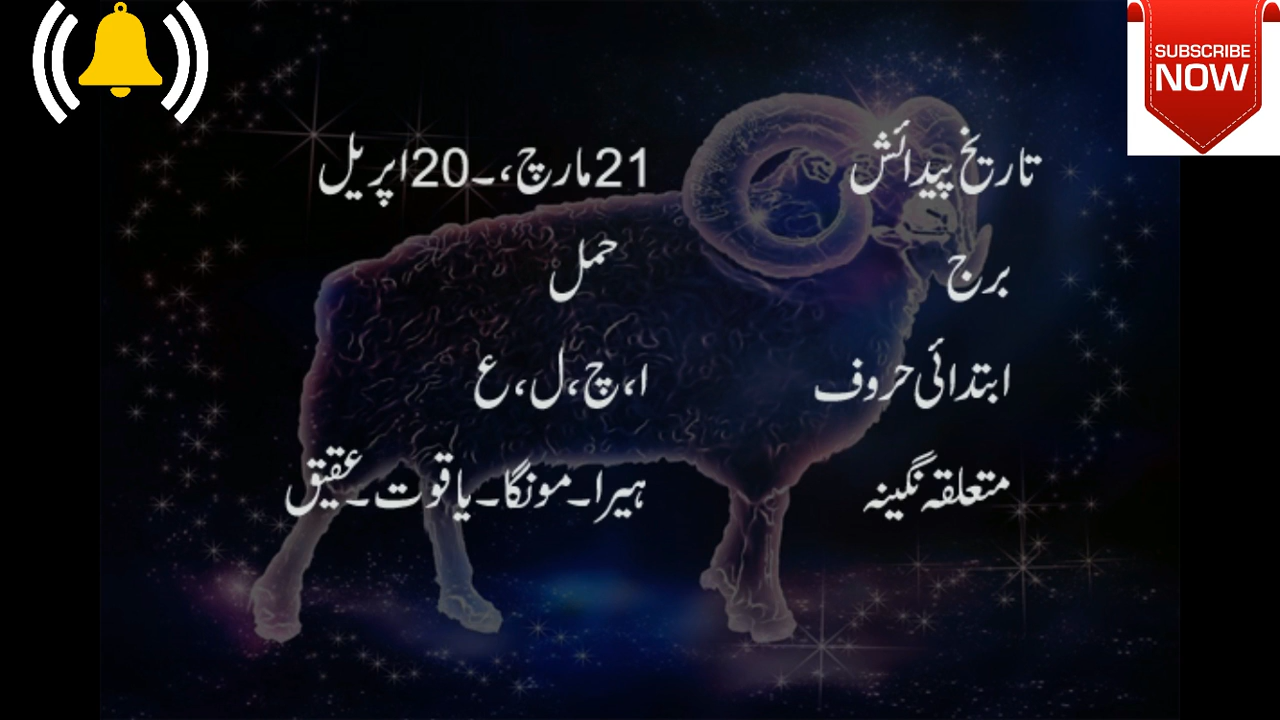 SUBSCRIBE
NOW
تاریخ پیدائش 21مارچ،۔20اپریل
برج حمل
ابتدائی حروف ا،چ،ل،ع
متعلقہ نگینہ ہیرا۔مونگا۔یاقوت۔عقیق